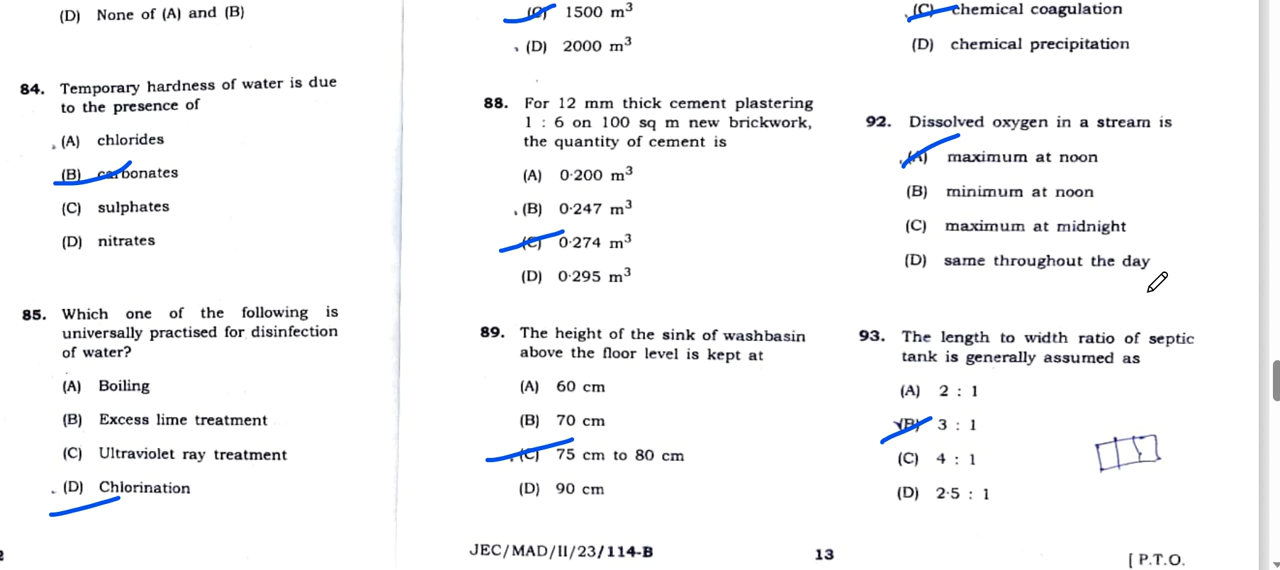 (D) None of (A) and (B)
84. Temporary hardness of water is due
to the presence of
(A) chlorides
(B) carbonates
(C) sulphates
(D) nitrates
85. Which one of the following is
universally practised for disinfection
of water?
(A) Boiling
(B) Excess lime treatment
(C) Ultraviolet ray treatment
(D) Chlorination
2
(C) 1500 m³
(D) 2000 m³
88. For 12 mm thick cement plastering
1 : 6 on 100 sq m new brickwork,
the quantity of cement is
(A) 0·200 m³
(B) 0·247 m³
(C) 0·274 m³
(D) 0·295 m³
89. The height of the sink of washbasin
above the floor level is kept at
(A) 60 cm
(B) 70 cm
(C) 75 cm to 80 cm
(D) 90 cm
JEC/MAD/II/23/114-B
13
(C) chemical coagulation
(D) chemical precipitation
92. Dissolved oxygen in a stream is
(A) maximum at noon
(B) minimum at noon
(C) maximum at midnight
(D) same throughout the day
93. The length to width ratio of septic
tank is generally assumed as
(A) 2 : 1
(B) 3 : 1
(C) 4 : 1
(D) 2·5 : 1
[ P.T.O.